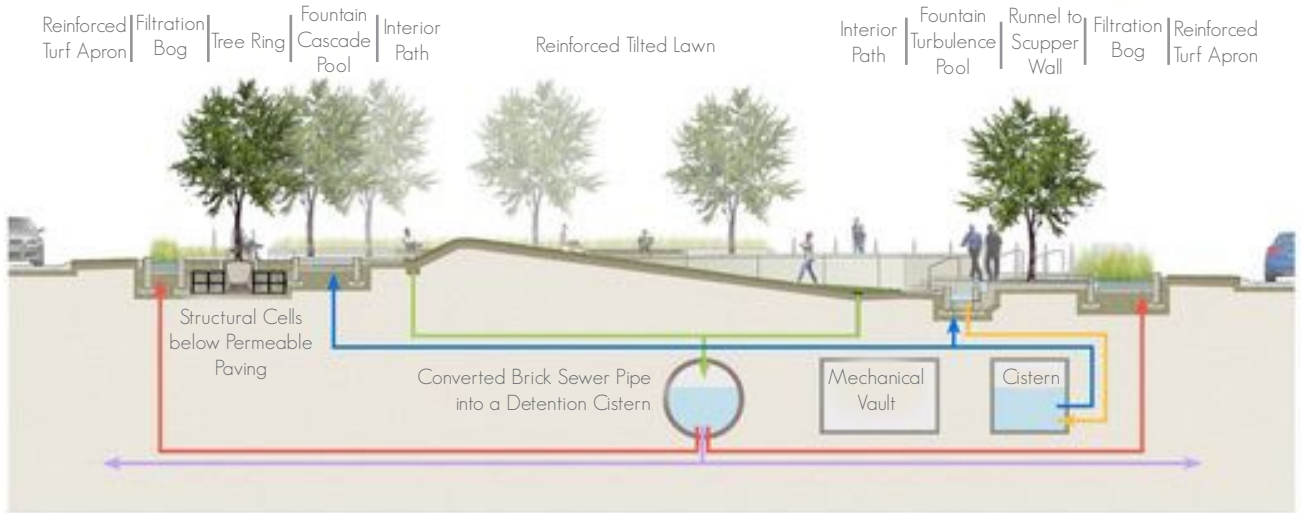 Reinforced
Turf Apron
Filtration
Bog
Tree Ring
Fountain
Cascade
Pool
Interior
Path
Reinforced Tilted Lawn
Interior
Path
Fountain
Turbulence
Pool
Runnel to
Scupper
Wall
Filtration
Bog
Reinforced
Turf Apron
Structural Cells
below Permeable
Paving
Converted Brick Sewer Pipe
into a Detention Cistern
Mechanical
Vault
Cistern